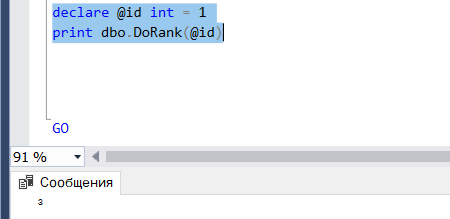 declare @id int = 1
print dbo.DoRank(@id)
GO
91 %
Сообщения
3